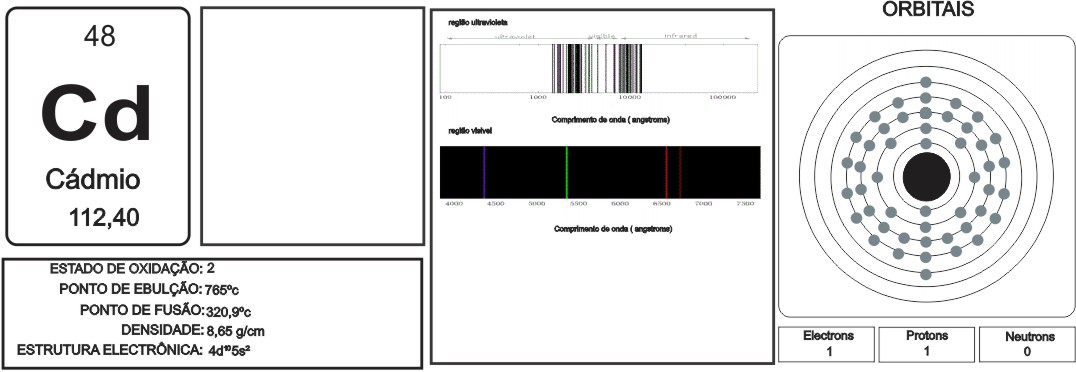 48
Cd
Cádmio
112,40
ESTADO DE OXIDAÇÃO: 2
PONTO DE EBULÇÃO: 765ºc
PONTO DE FUSÃO: 320,9ºc
DENSIDADE: 8,65 g/cm
ESTRUTURA ELECTRÔNICA: 4d¹⁰5s²
região ultravioleta
ultraviolet visible infrared
100 1000 10000 100000
Comprimento de onda ( angstroms)
região visivel
4000 4500 5000 5500 6000 6500 7000 7500
Comprimento de onda ( angstroms)
ORBITAIS
Electrons Protons Neutrons
1 1 0